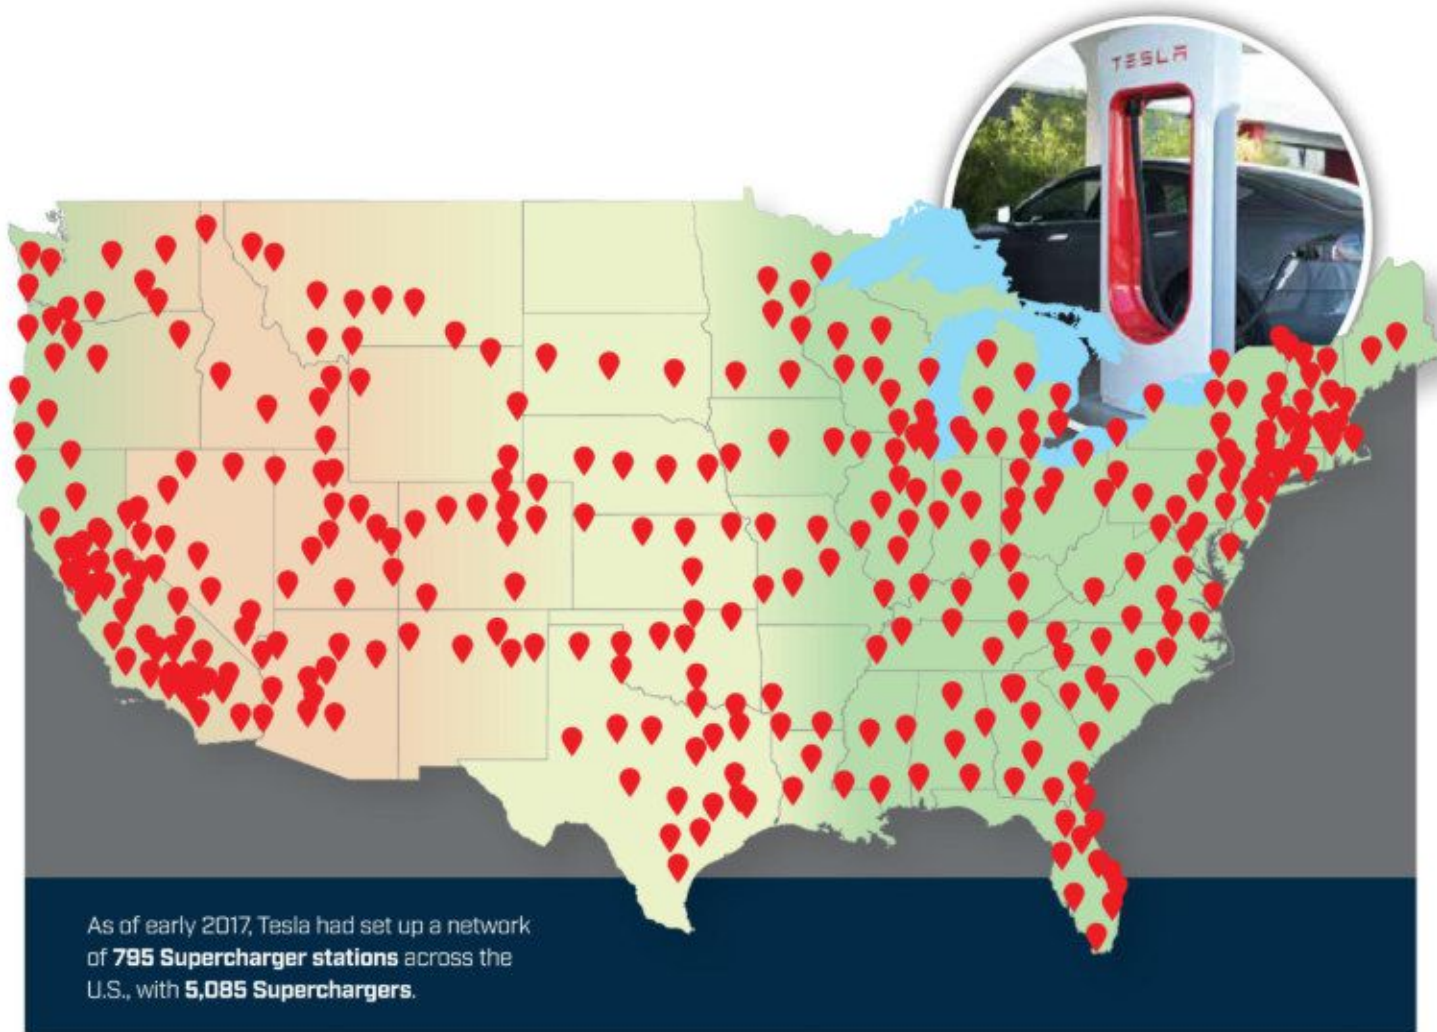 TESLA
As of early 2017, Tesla had set up a network
of 795 Supercharger stations across the
U.S., with 5,085 Superchargers.